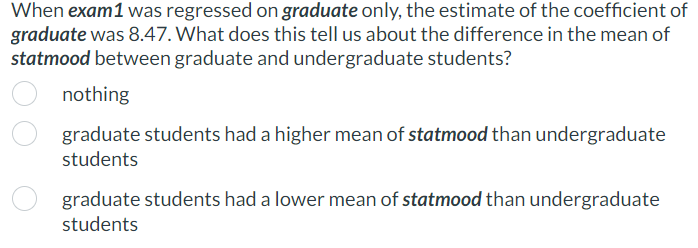 When exam1 was regressed on graduate only, the estimate of the coefficient of
graduate was 8.47. What does this tell us about the difference in the mean of
statmood between graduate and undergraduate students?
nothing
graduate students had a higher mean of statmood than undergraduate
students
graduate students had a lower mean of statmood than undergraduate
students